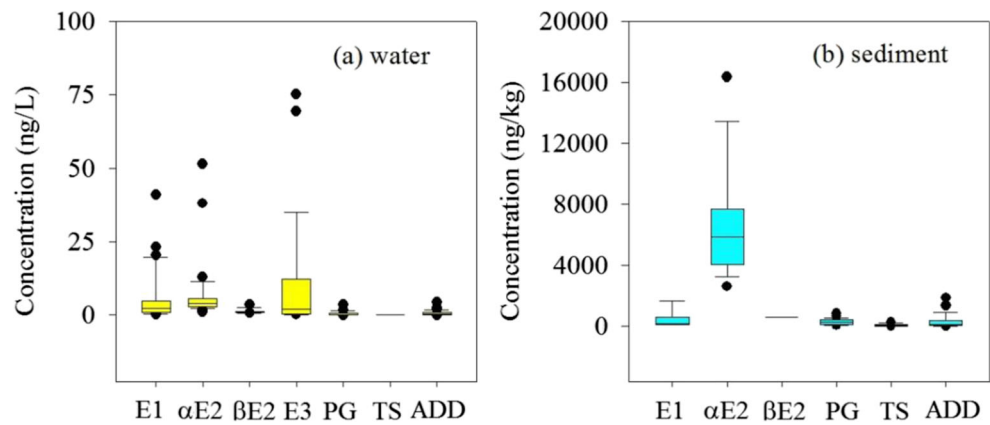 100
75
50
25
0
Concentration (ng/L)
(a) water
E1 αE2 βE2 E3 PG TS ADD
20000
16000
12000
8000
4000
0
Concentration (ng/kg)
(b) sediment
E1 αE2 βE2 PG TS ADD